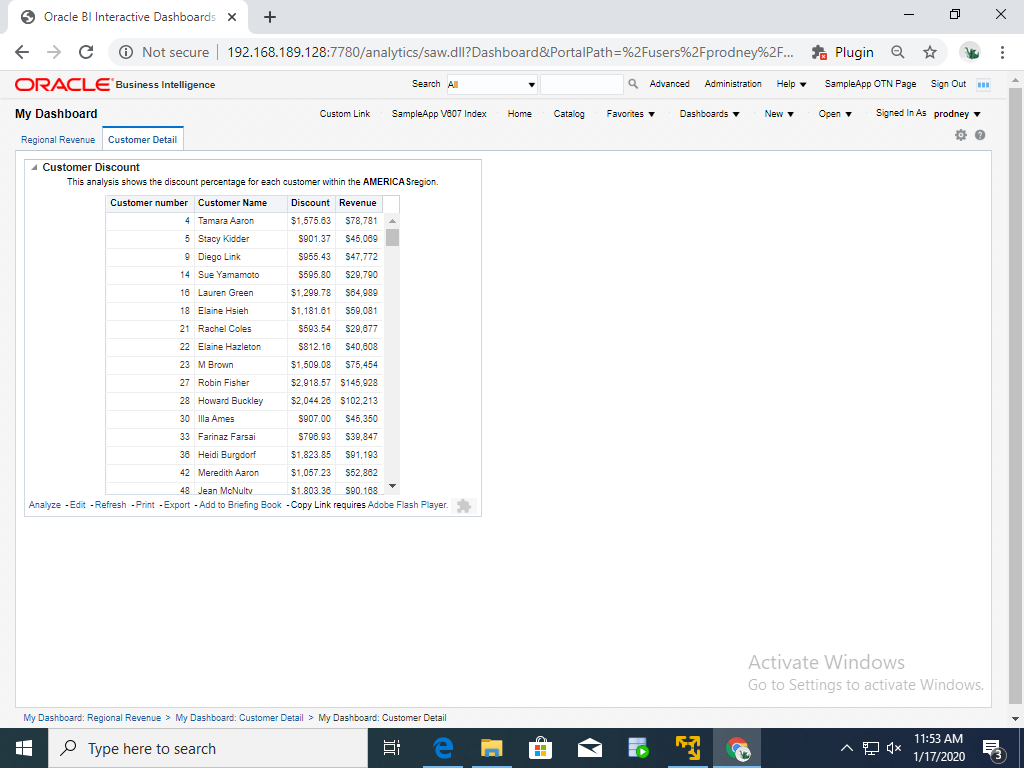 Oracle BI Interactive Dashboards
Not secure 192.168.189.128:7780/analytics/saw.dll?Dashboard&PortalPath=%2Fusers%2Fprodney%2F... Plugin
ORACLE Business Intelligence Search All Advanced Administration Help SampleApp OTN Page Sign Out
My Dashboard Custom Link SampleApp V607 Index Home Catalog Favorites Dashboards New Open Signed In As prodney
Regional Revenue Customer Detail
Customer Discount
This analysis shows the discount percentage for each customer within the AMERICASregion.
Customer number Customer Name Discount Revenue
4 Tamara Aaron $1,575.63 $78,781
5 Stacy Kidder $901.37 $45,069
9 Diego Link $955.43 $47,772
14 Sue Yamamoto $595.80 $29,790
16 Lauren Green $1,299.78 $64,989
18 Elaine Hsieh $1,181.61 $59,081
21 Rachel Coles $593.54 $29,677
22 Elaine Hazleton $812.16 $40,608
23 M Brown $1,509.08 $75,454
27 Robin Fisher $2,918.57 $145,928
28 Howard Buckley $2,044.26 $102,213
30 Illa Ames $907.00 $45,350
33 Farinaz Farsai $796.93 $39,847
36 Heidi Burgdorf $1,823.85 $91,193
42 Meredith Aaron $1,057.23 $52,862
48 Jean McNulty $1,803.36 $90,168
Analyze - Edit - Refresh - Print - Export - Add to Briefing Book - Copy Link requires Adobe Flash Player.
Activate Windows
Go to Settings to activate Windows.
My Dashboard: Regional Revenue > My Dashboard: Customer Detail > My Dashboard: Customer Detail
Type here to search
11:53 AM
1/17/2020
3